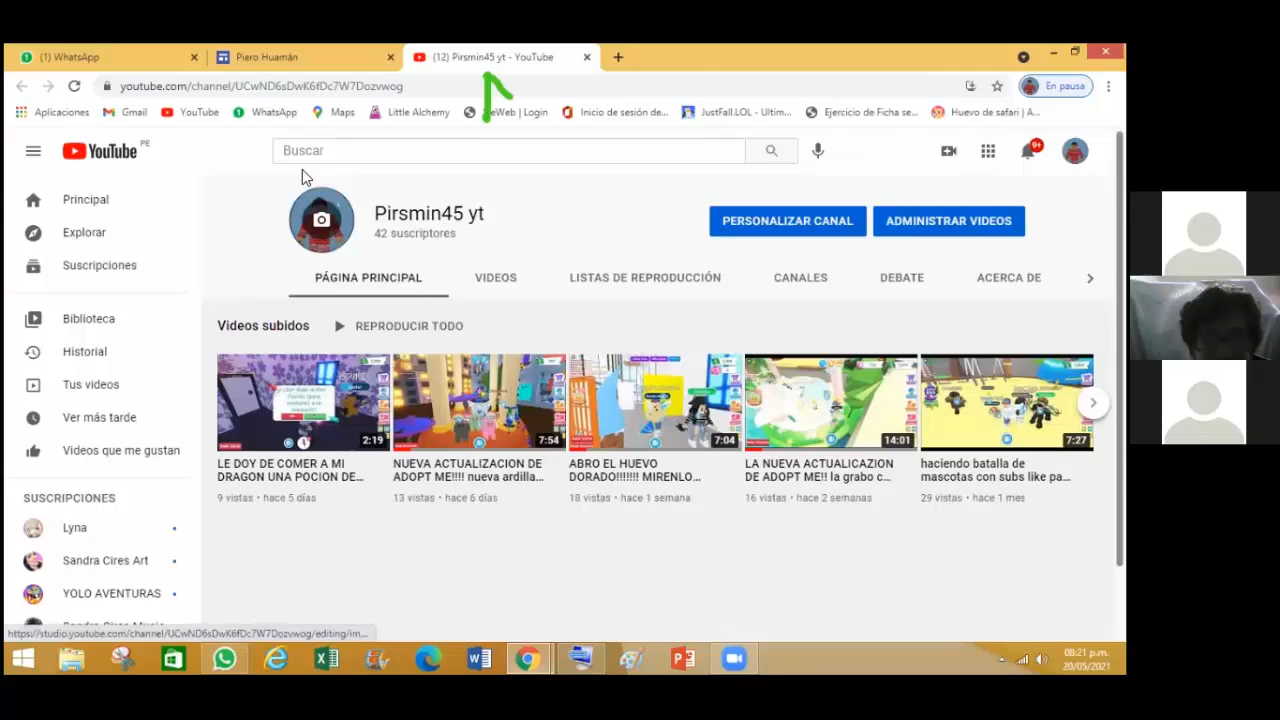 (1) WhatsApp
Piero Huamán
(12) Pirsmin45 yt - YouTube
youtube.com/channel/UCwND6sDwK6fDc7W7Dozvwog
En pausa
Aplicaciones
Gmail
YouTube
WhatsApp
Maps
Little Alchemy
eWeb | Login
Inicio de sesión de...
JustFall.LOL - Ultim...
Ejercicio de Ficha se...
Huevo de safari | A...
YouTube PE
Buscar
9+
Principal
Explorar
Suscripciones
Biblioteca
Historial
Tus videos
Ver más tarde
Videos que me gustan
SUSCRIPCIONES
Lyna
Sandra Cires Art
YOLO AVENTURAS
Pirsmin45 yt
42 suscriptores
PERSONALIZAR CANAL
ADMINISTRAR VIDEOS
PÁGINA PRINCIPAL
VIDEOS
LISTAS DE REPRODUCCIÓN
CANALES
DEBATE
ACERCA DE
Videos subidos
REPRODUCIR TODO
2:19
7:54
7:04
14:01
7:27
LE DOY DE COMER A MI
DRAGON UNA POCION DE...
9 vistas • hace 5 días
NUEVA ACTUALIZACION DE
ADOPT ME!!!! nueva ardilla...
13 vistas • hace 6 días
ABRO EL HUEVO
DORADO!!!!!!! MIRENLO...
18 vistas • hace 1 semana
LA NUEVA ACTUALICAZION
DE ADOPT ME!! la grabo c...
16 vistas • hace 2 semanas
haciendo batalla de
mascotas con subs like pa...
29 vistas • hace 1 mes
https://studio.youtube.com/channel/UCwND6sDwK6fDc7W7Dozvwog/editing/im...
08:21 p.m.
20/05/2021